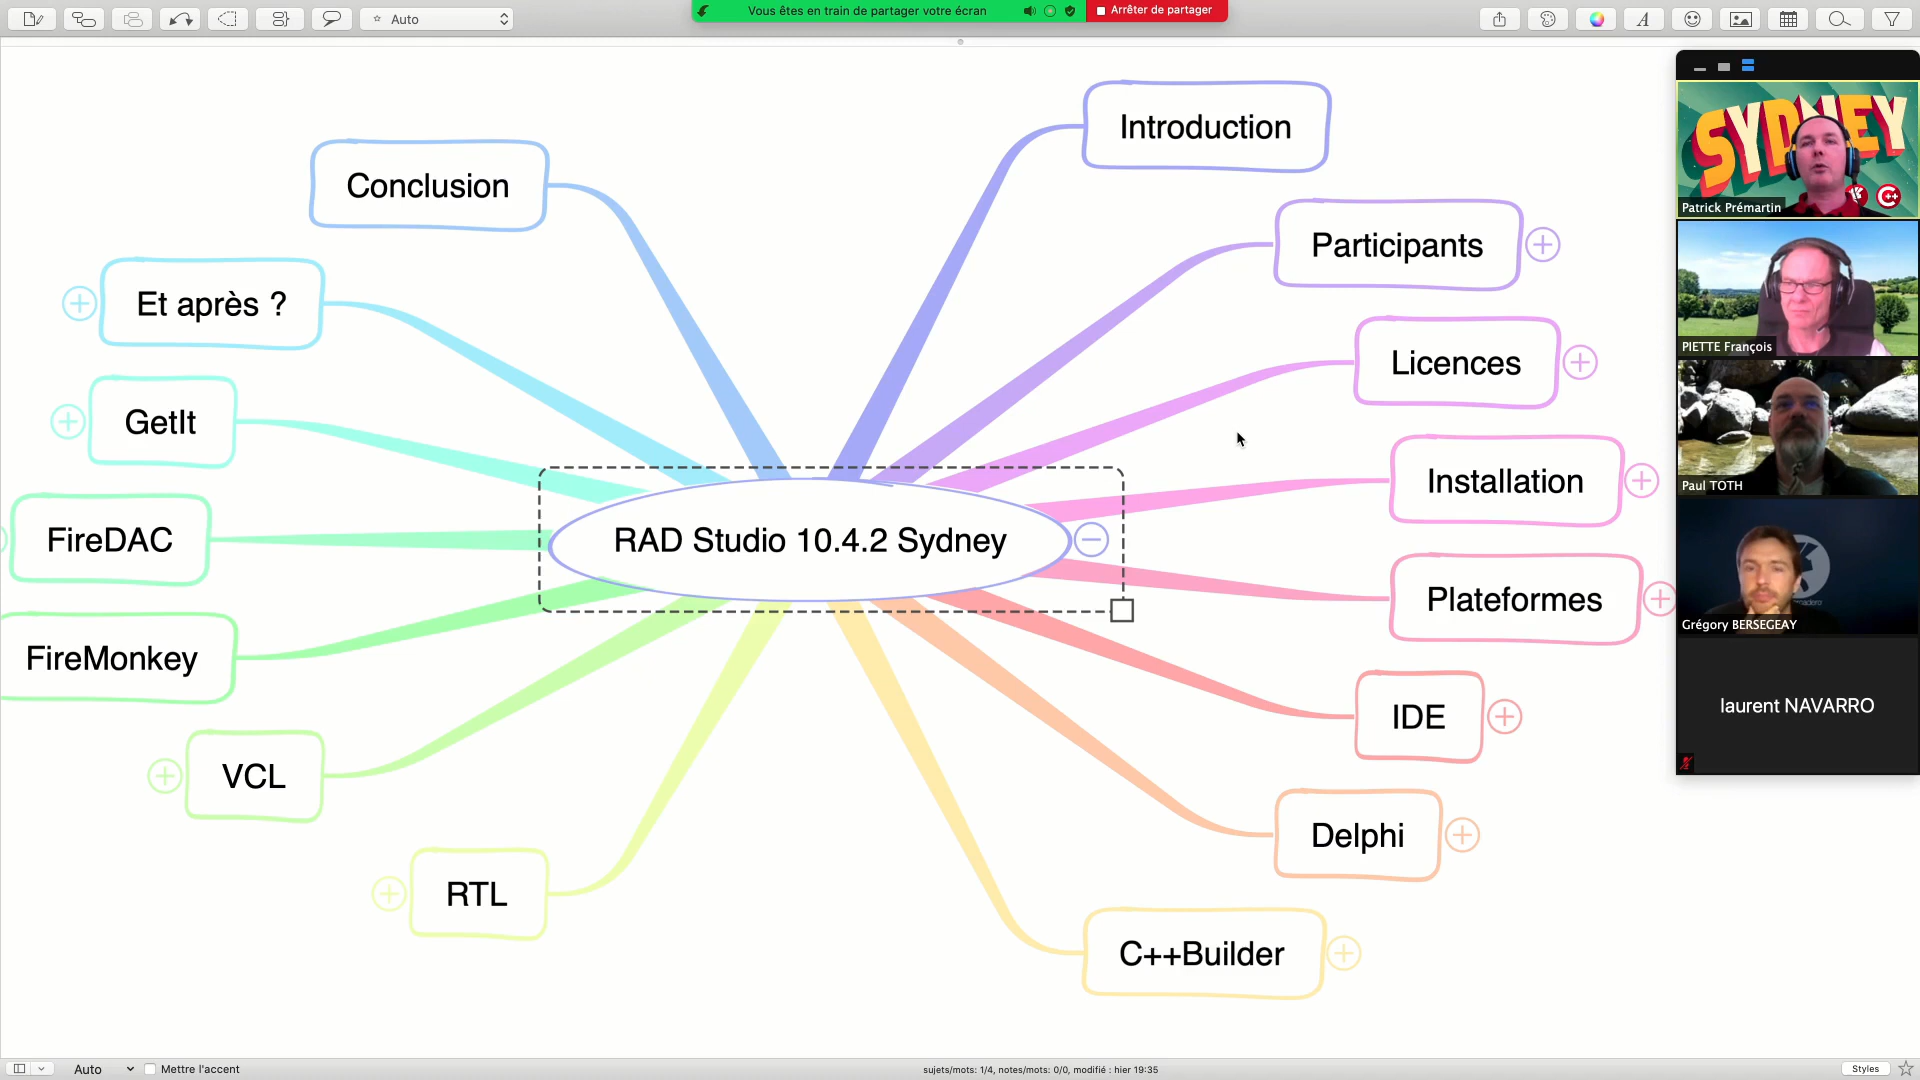 Auto
Vous êtes en train de partager votre écran
Arrêter de partager
Introduction
Conclusion
Participants
Et après ?
Licences
GetIt
Installation
FireDAC
RAD Studio 10.4.2 Sydney
Plateformes
FireMonkey
IDE
VCL
Delphi
RTL
C++Builder
SYDNEY
Patrick Prémartin
PIETTE François
Paul TOTH
Grégory BERSEGEAY
laurent NAVARRO
Auto
Mettre l'accent
sujets/mots: 1/4, notes/mots: 0/0, modifié : hier 19:35
Styles